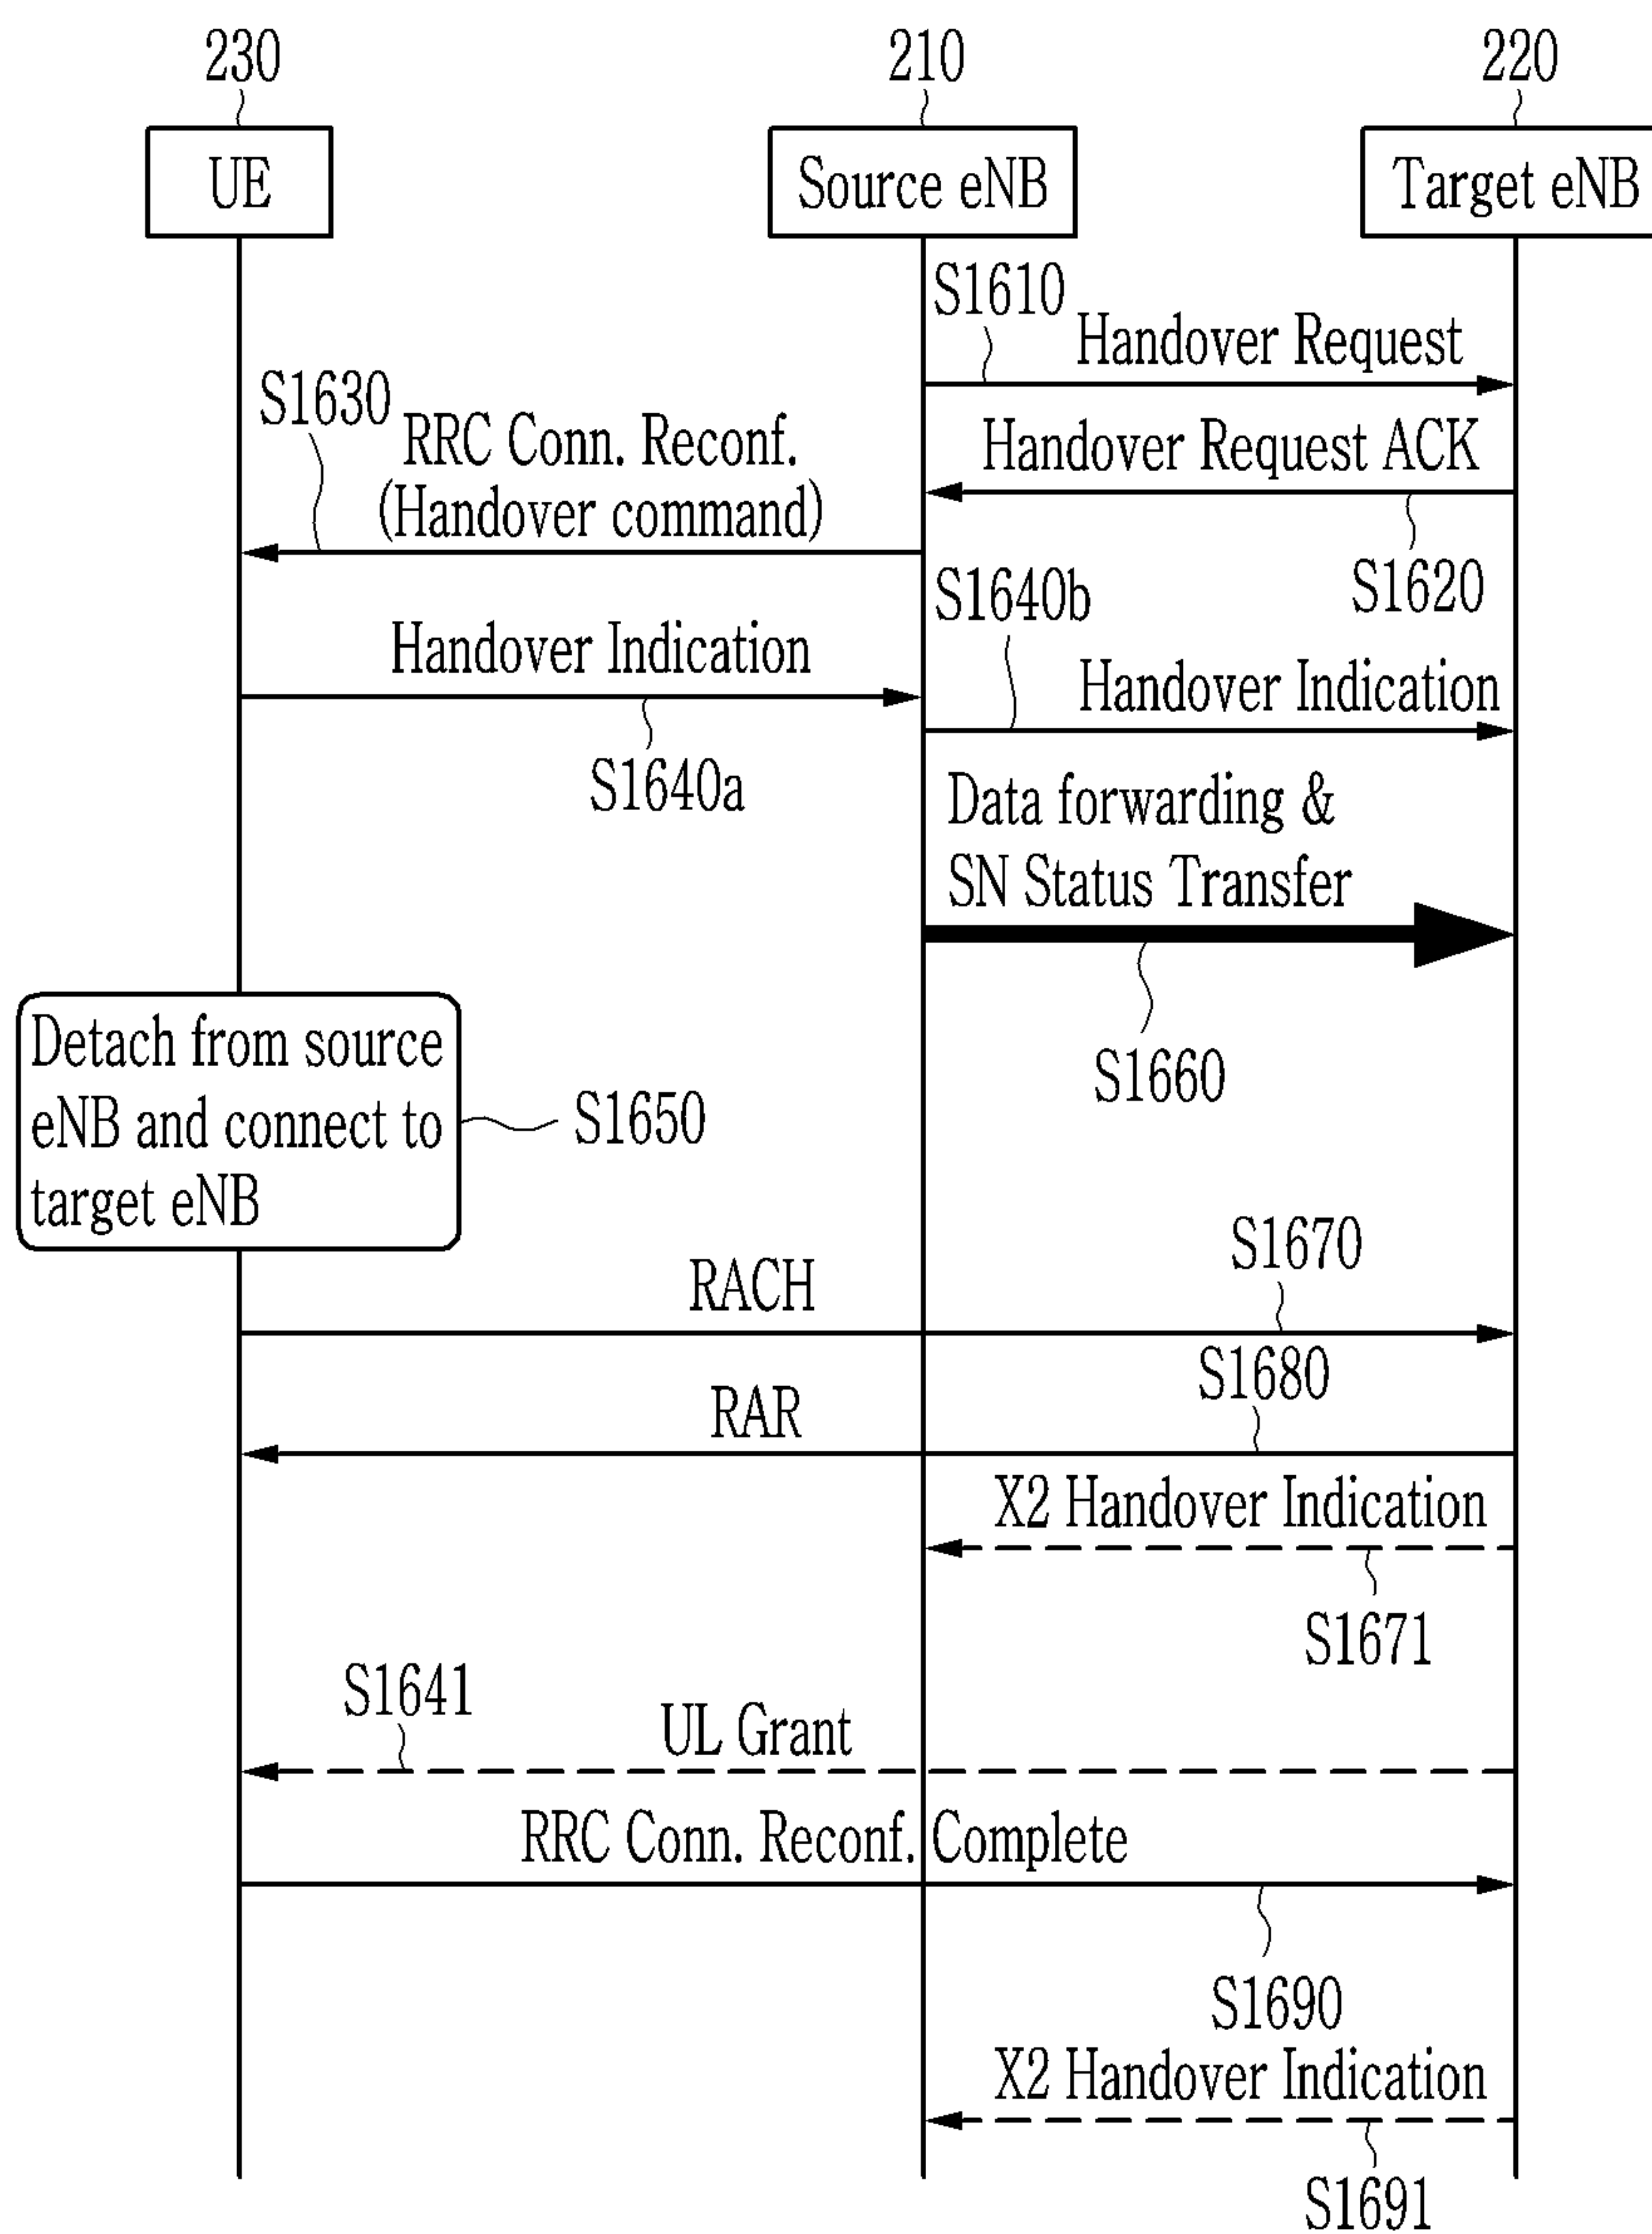 230
210
220
UE
Source eNB
Target eNB
S1610
Handover Request
S1630
RRC Conn. Reconf.
(Handover command)
Handover Request ACK
S1620
S1640b
Handover Indication
Handover Indication
S1640a
Data forwarding &
SN Status Transfer
S1660
Detach from source
eNB and connect to
target eNB
S1650
S1670
RACH
S1680
RAR
X2 Handover Indication
S1671
S1641
UL Grant
RRC Conn. Reconf. Complete
S1690
X2 Handover Indication
S1691